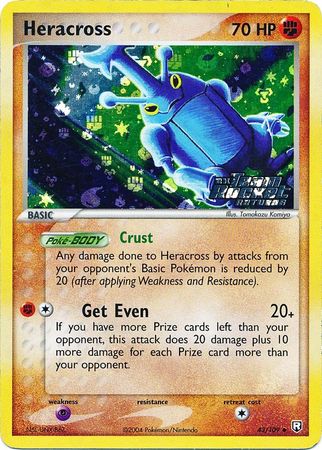 Heracross
70 HP
EX
Team
Rocket
RETURNS
BASIC
Illus. Tomokazu Komiya
Poké-BODY Crust
Any damage done to Heracross by attacks from
your opponent's Basic Pokémon is reduced by
20 (after applying Weakness and Resistance).
Get Even 20+
If you have more Prize cards left than your
opponent, this attack does 20 damage plus 10
more damage for each Prize card more than
your opponent.
weakness resistance retreat cost
©2004 Pokémon/Nintendo
R